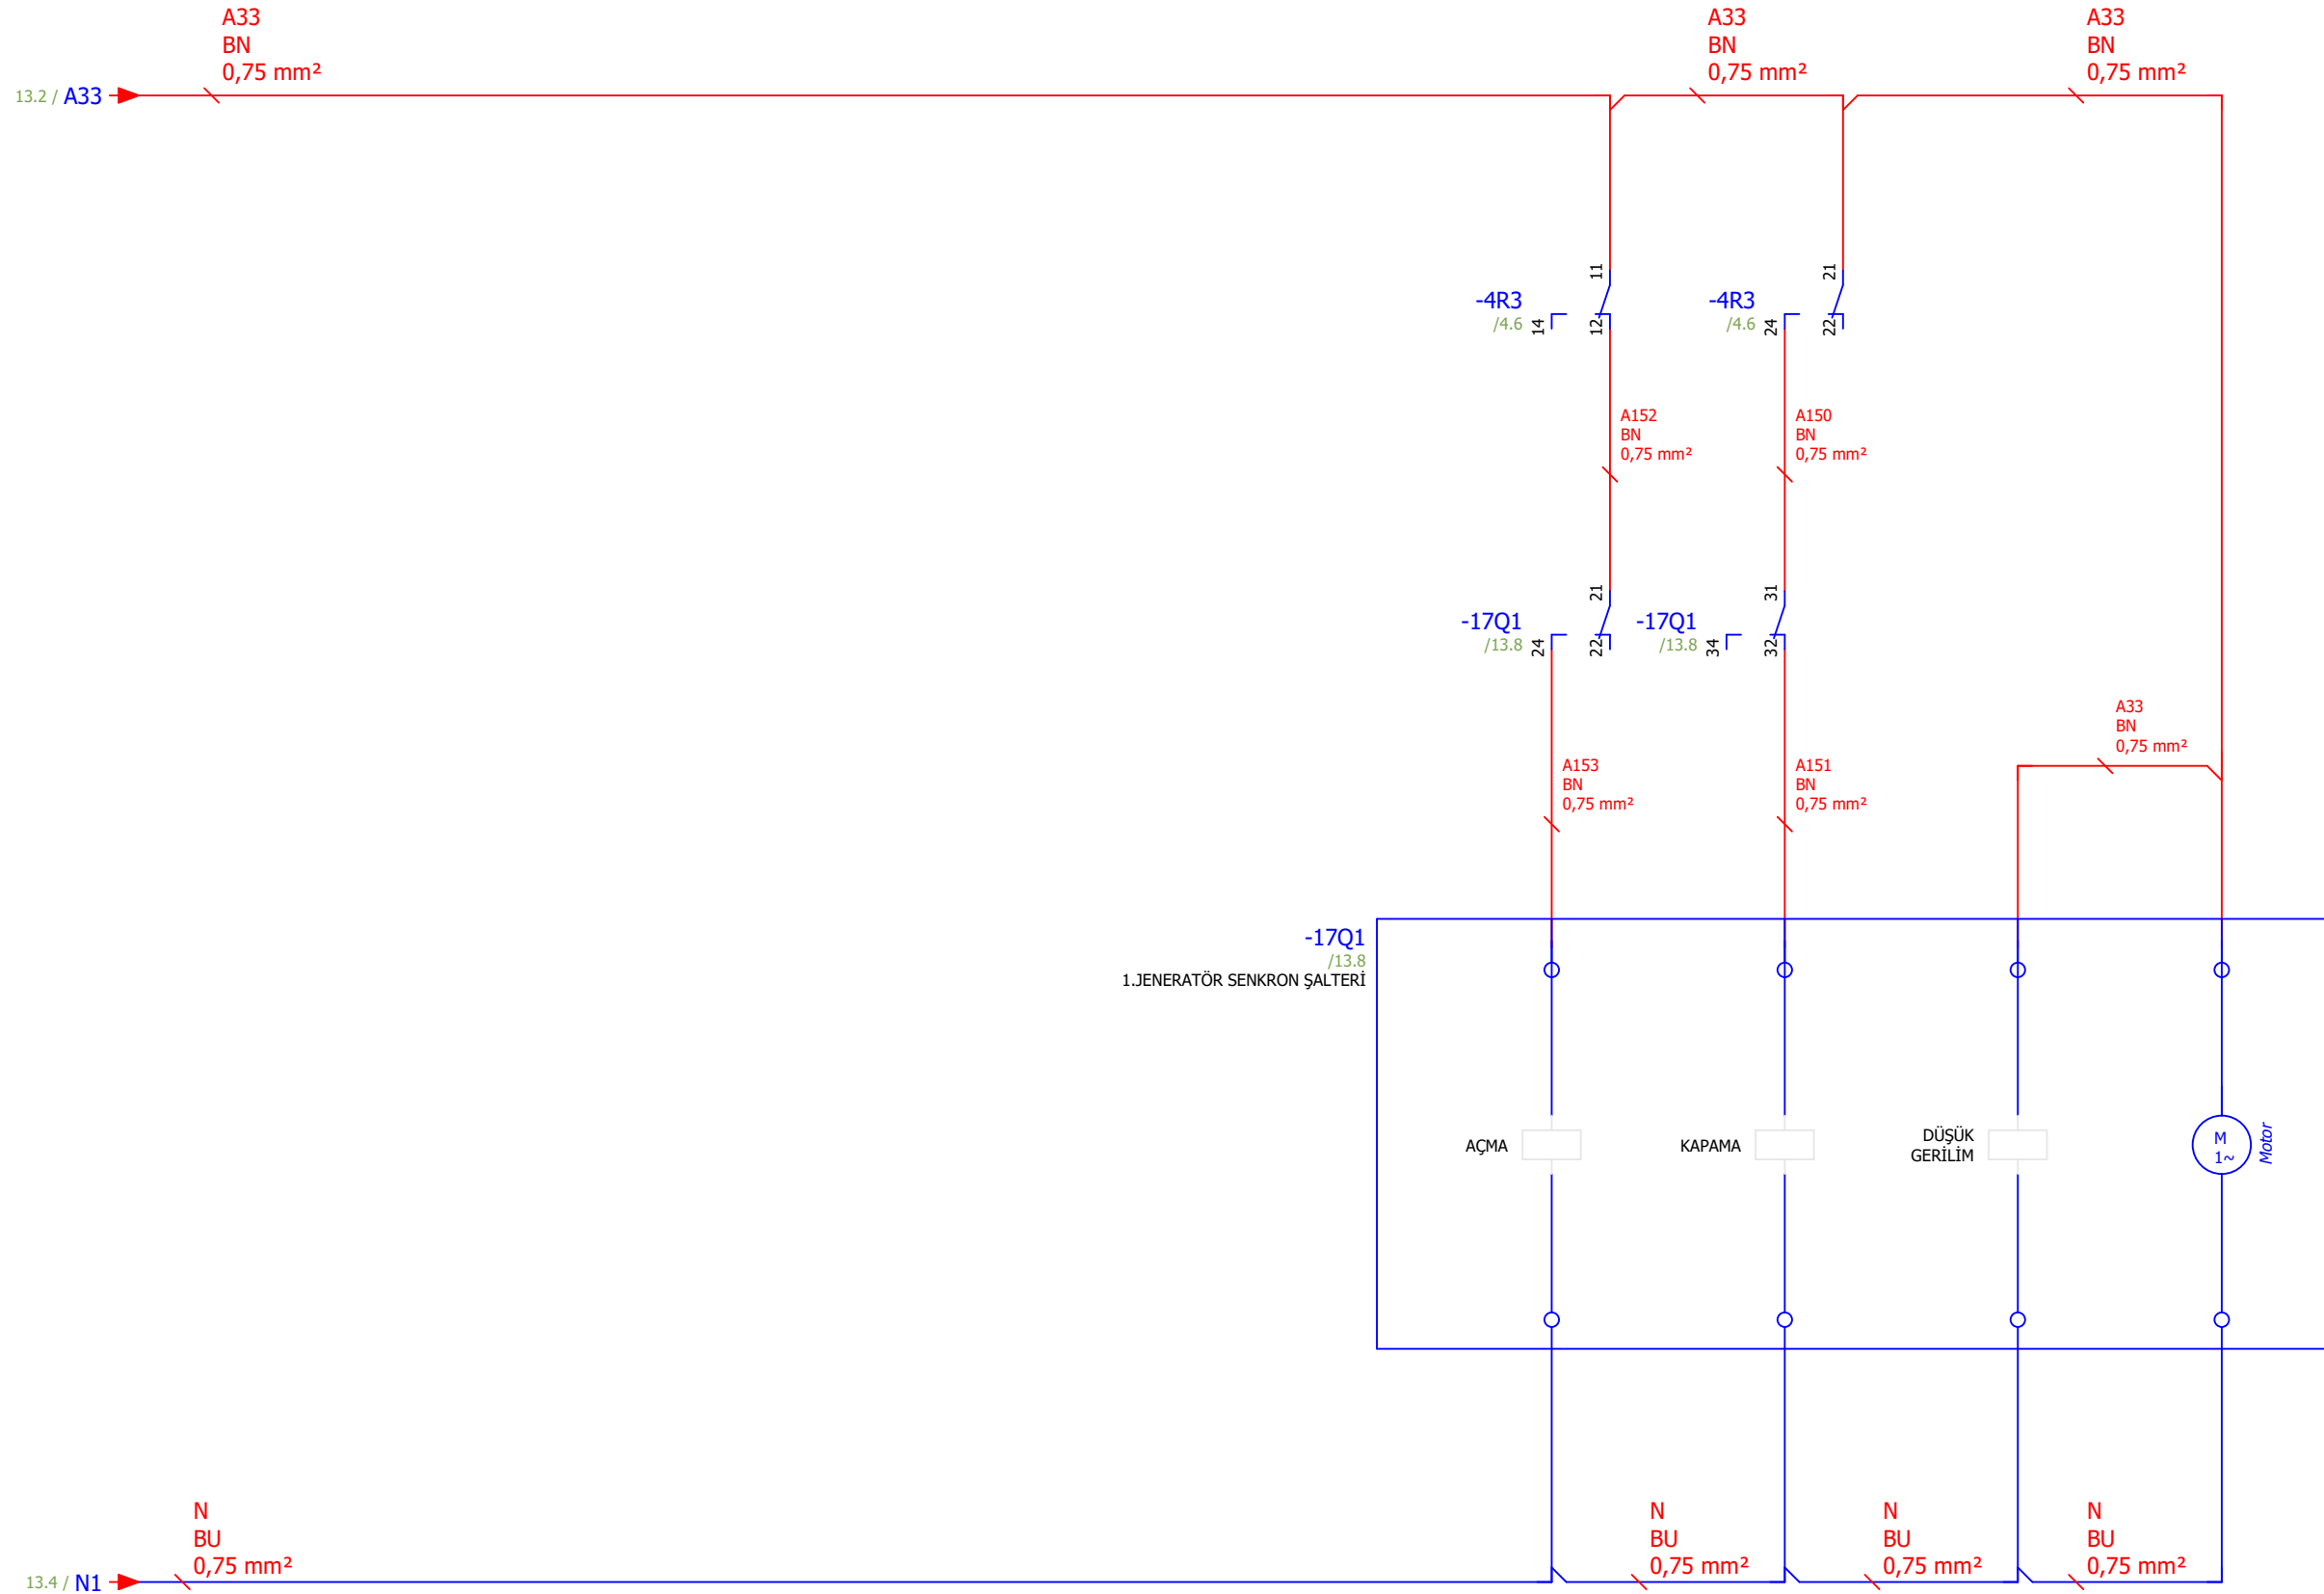 A33
BN
0,75 mm²
A33
BN
0,75 mm²
A33
BN
0,75 mm²
13.2 / A33
11
21
-4R3
/4.6
14
12
-4R3
/4.6
24
22
A152
BN
0,75 mm²
A150
BN
0,75 mm²
21
31
-17Q1
/13.8
24
22
-17Q1
/13.8
34
32
A33
BN
0,75 mm²
A153
BN
0,75 mm²
A151
BN
0,75 mm²
-17Q1
/13.8
1.JENERATÖR SENKRON ŞALTERİ
AÇMA
KAPAMA
DÜŞÜK
GERİLİM
M
1~
Motor
N
BU
0,75 mm²
N
BU
0,75 mm²
N
BU
0,75 mm²
N
BU
0,75 mm²
13.4 / N1